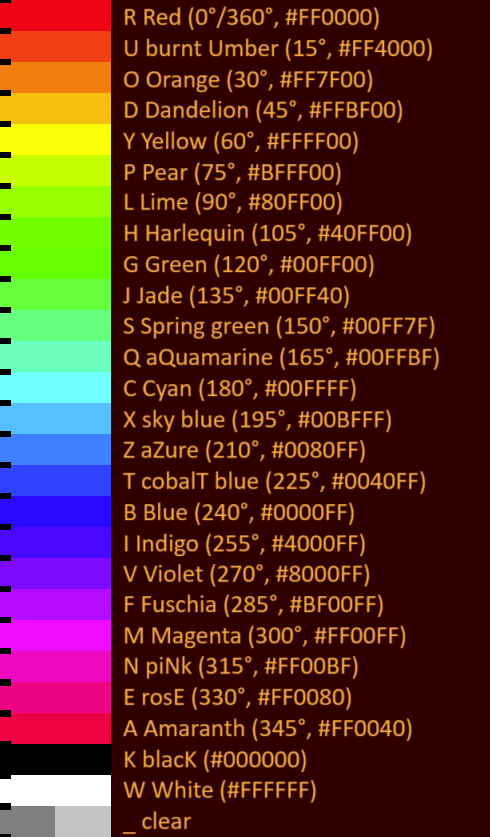 R Red (0°/360°, #FF0000)
U burnt Umber (15°, #FF4000)
O Orange (30°, #FF7F00)
D Dandelion (45°, #FFBF00)
Y Yellow (60°, #FFFF00)
P Pear (75°, #BFFF00)
L Lime (90°, #80FF00)
H Harlequin (105°, #40FF00)
G Green (120°, #00FF00)
J Jade (135°, #00FF40)
S Spring green (150°, #00FF7F)
Q aQuamarine (165°, #00FFBF)
C Cyan (180°, #00FFFF)
X sky blue (195°, #00BFFF)
Z aZure (210°, #0080FF)
T cobalT blue (225°, #0040FF)
B Blue (240°, #0000FF)
I Indigo (255°, #4000FF)
V Violet (270°, #8000FF)
F Fuschia (285°, #BF00FF)
M Magenta (300°, #FF00FF)
N piNk (315°, #FF00BF)
E rosE (330°, #FF0080)
A Amaranth (345°, #FF0040)
K blacK (#000000)
W White (#FFFFFF)
_ clear